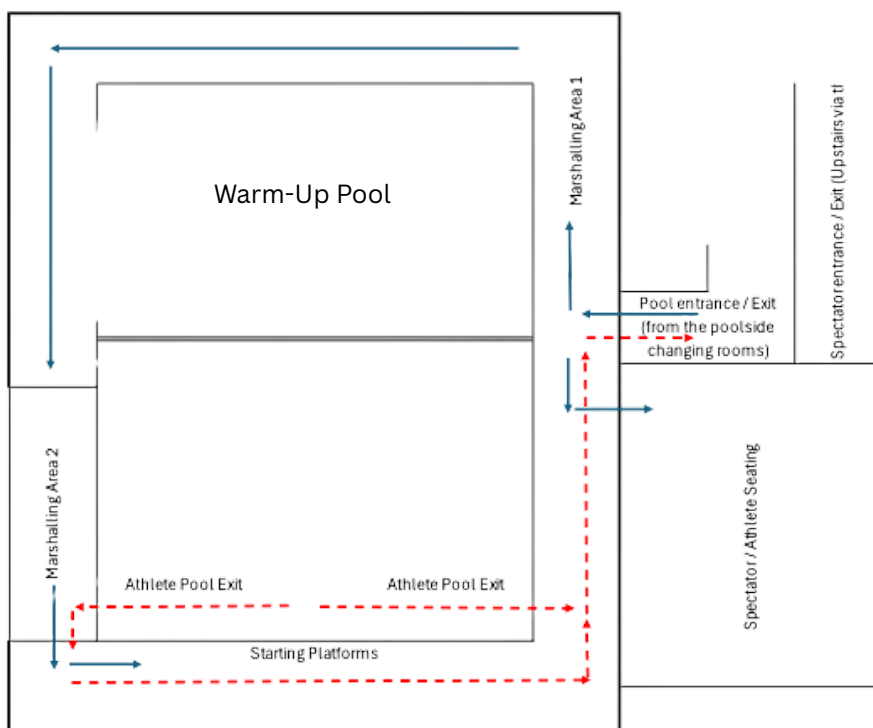 Marshalling Area 1
Spectator entrance / Exit (Upstairs via
Warm-Up Pool
Pool entrance / Exit
(from the poolside
changing rooms)
Marshalling Area 2
Spectator / Athlete Seating
Athlete Pool Exit
Athlete Pool Exit
Starting Platforms